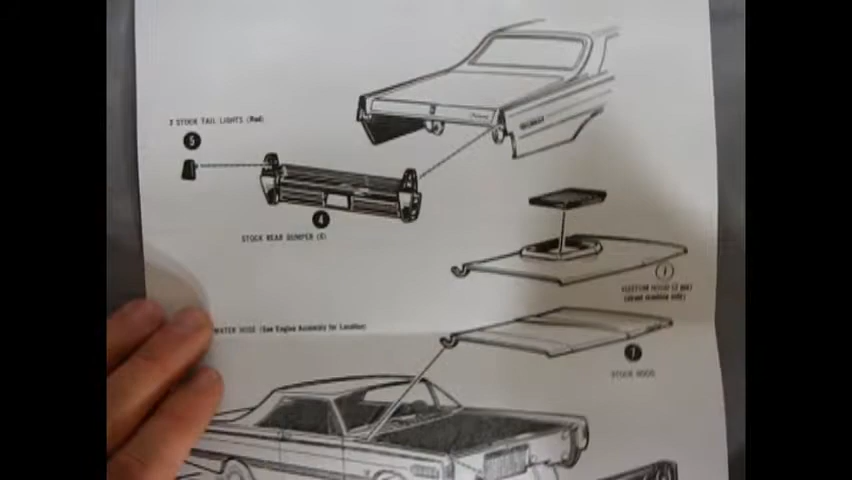 2 STOCK TAIL LIGHTS (Red)
5
4
STOCK REAR BUMPER (C)
CUSTOM HOOD (2 pcs)
WATER HOSE (See Engine Assembly for Location)
7
STOCK HOOD